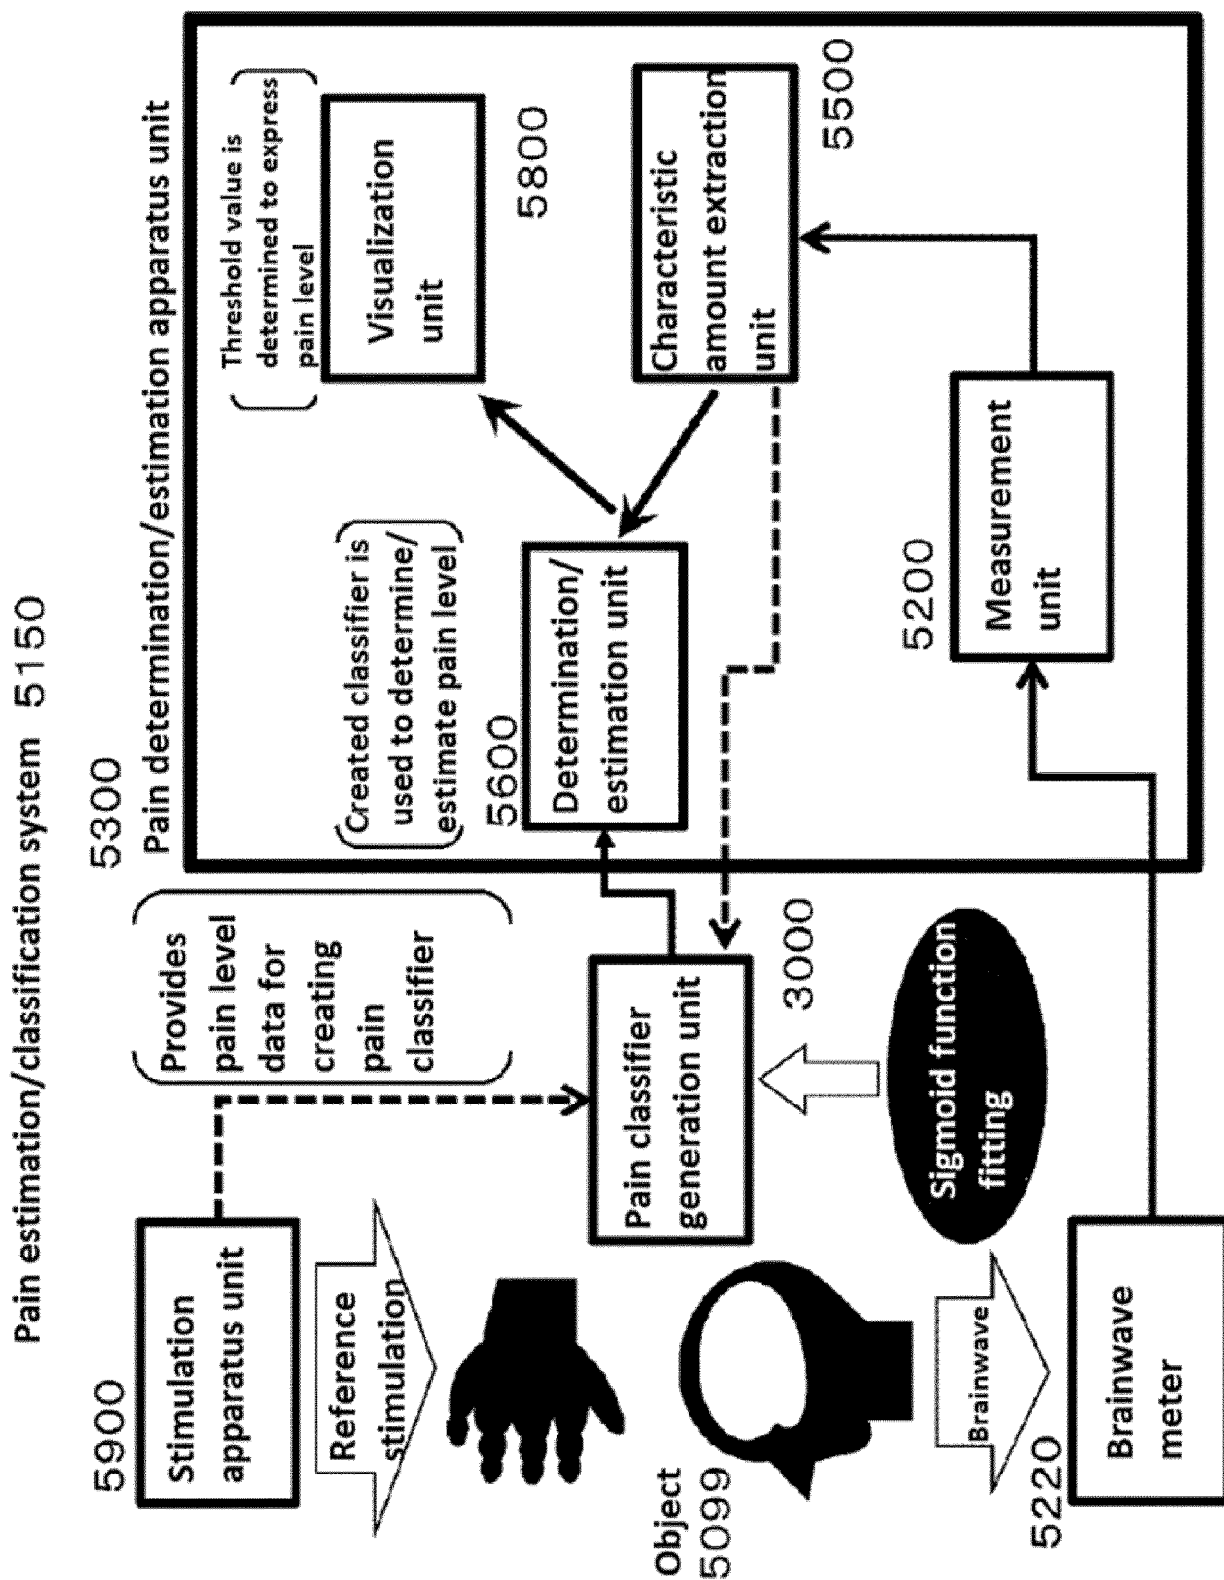 Pain estimation/classification system 5150
5900
Stimulation
apparatus unit
Reference
stimulation
Object
5099
Brainwave
5220
Brainwave
meter
Provides
pain level
data for
creating
pain
classifier
Pain classifier
generation unit
3000
Sigmoid function
fitting
5300
Pain determination/estimation apparatus unit
Created classifier is
used to determine/
estimate pain level
5600
Determination/
estimation unit
Threshold value is
determined to express
pain level
Visualization
unit
5800
Characteristic
amount extraction
unit
5500
5200
Measurement
unit